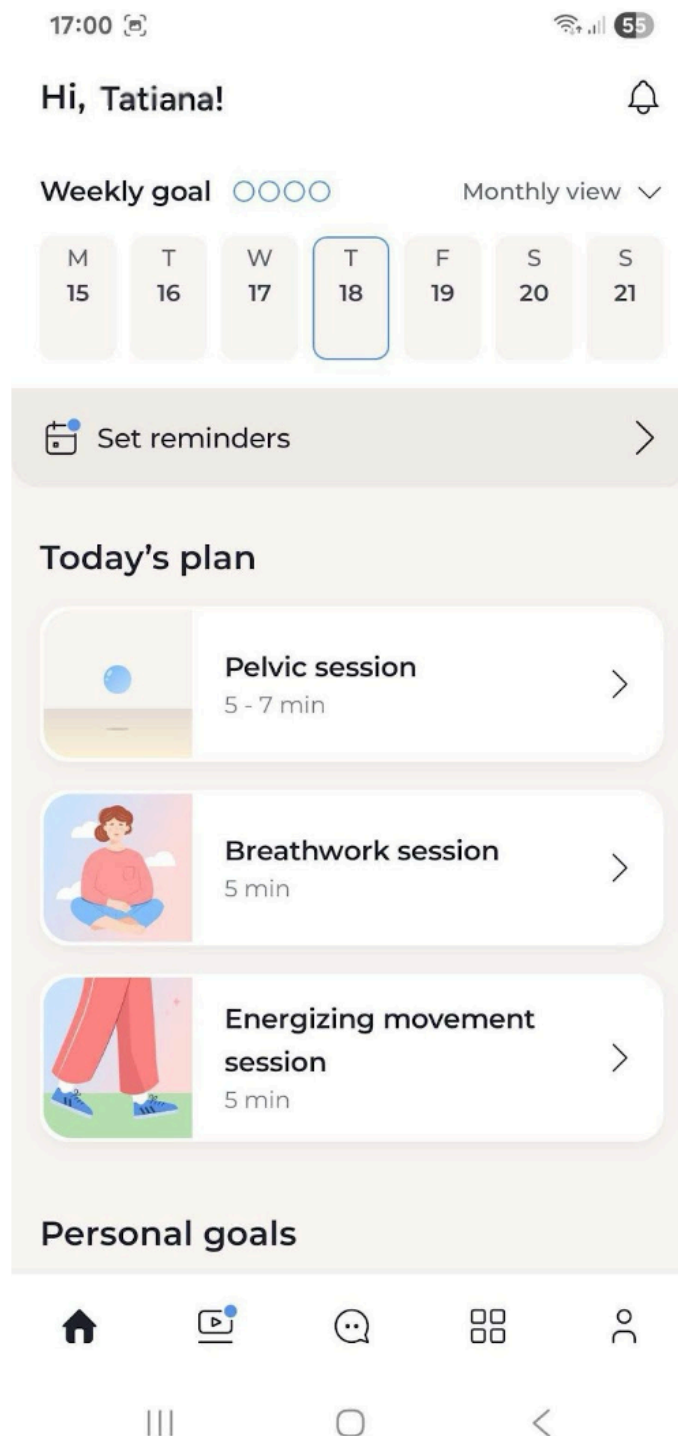 17:00 55
Hi, Tatiana!
Weekly goal Monthly view
M T W T F S S
15 16 17 18 19 20 21
Set reminders
Today’s plan
Pelvic session
5 - 7 min
Breathwork session
5 min
Energizing movement
session
5 min
Personal goals